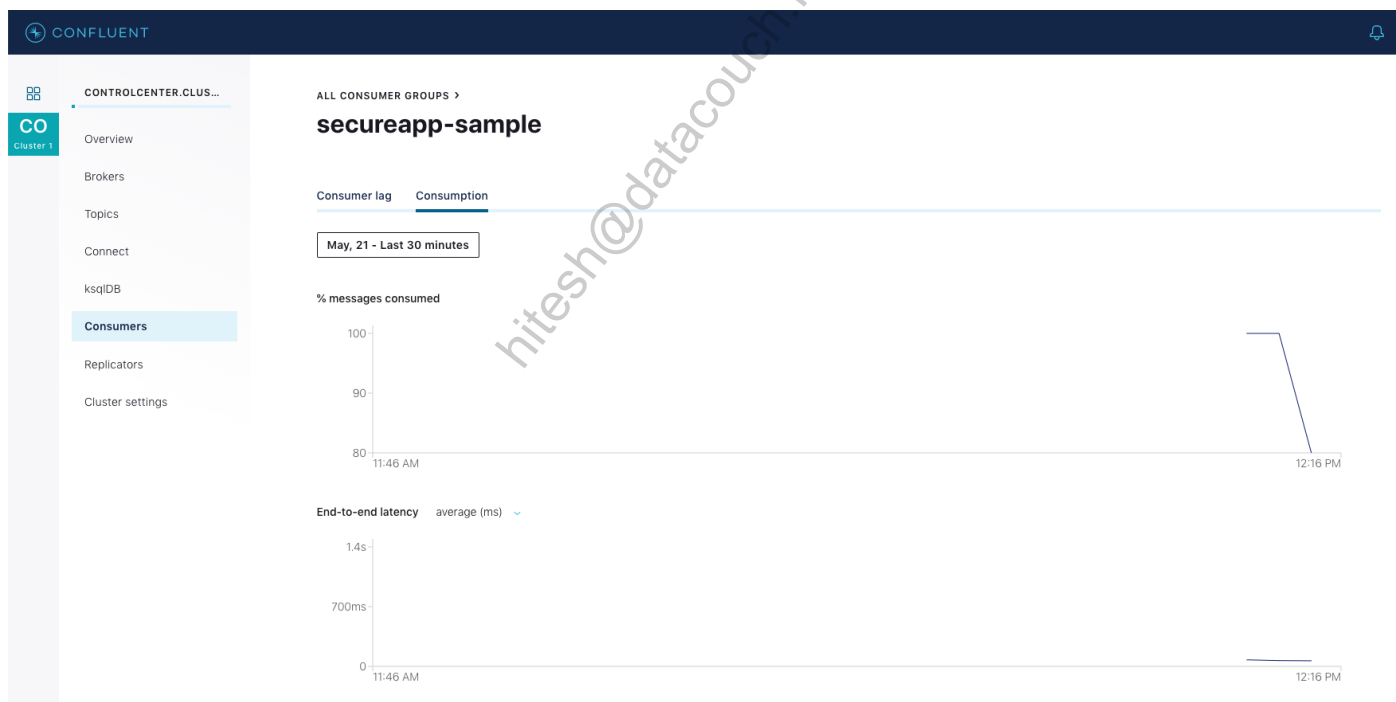 CONFLUENT
CONTROLCENTER.CLUS...
CO
Cluster 1
Overview
Brokers
Topics
Connect
ksqlDB
Consumers
Replicators
Cluster settings
ALL CONSUMER GROUPS >
secureapp-sample
Consumer lag Consumption
May, 21 - Last 30 minutes
% messages consumed
100
90
80
11:46 AM 12:16 PM
End-to-end latency average (ms)
1.4s
700ms
0
11:46 AM 12:16 PM
hitesh@datacouch.